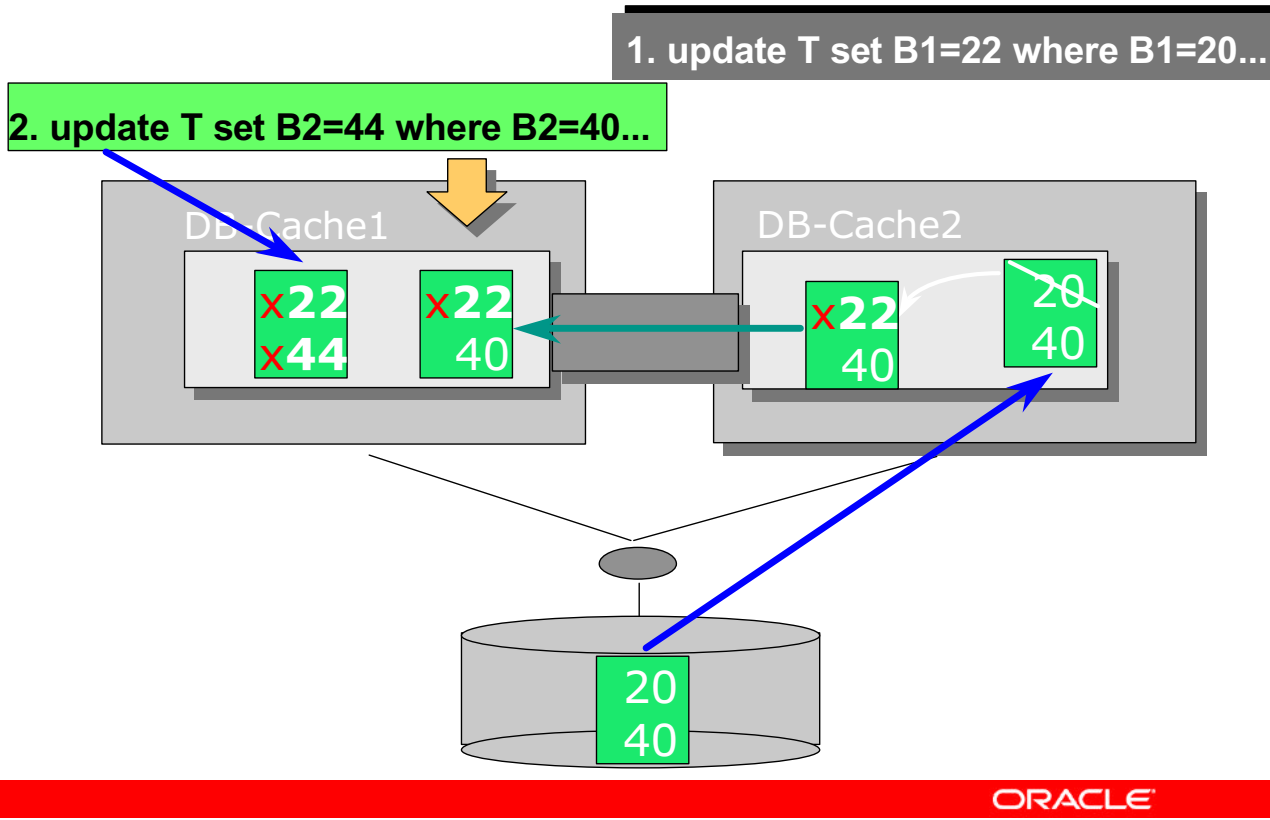 1. update T set B1=22 where B1=20...
2. update T set B2=44 where B2=40...
DB-Cache1
DB-Cache2
x22
x44
x22
40
x22
40
20
40
20
40
ORACLE